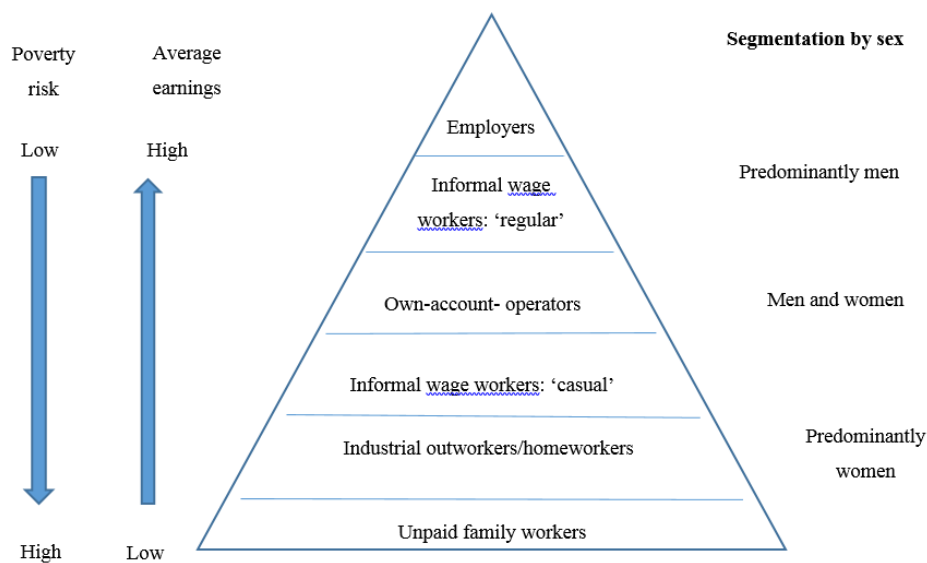 Poverty
risk
Average
earnings
Segmentation by sex
Low
High
Employers
Informal wage
workers: ‘regular’
Predominantly men
Own-account- operators
Men and women
Informal wage workers: ‘casual’
Industrial outworkers/homeworkers
Predominantly
women
Unpaid family workers
High
Low